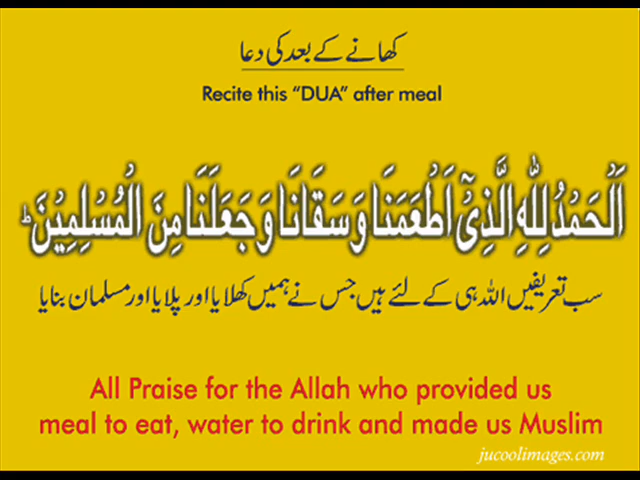 کھانے کے بعد کی دعا
Recite this “DUA” after meal
اَلْحَمْدُ لِلّٰهِ الَّذِیْٓ اَطْعَمَنَا وَ سَقَانَا وَ جَعَلَنَا مِنَ الْمُسْلِمِیْنَ ؕ
سب تعریفیں اللہ ہی کے لئے ہیں جس نے ہمیں کھلایا اور پلایا اور مسلمان بنایا
All Praise for the Allah who provided us
meal to eat, water to drink and made us Muslim
jucoolimages.com